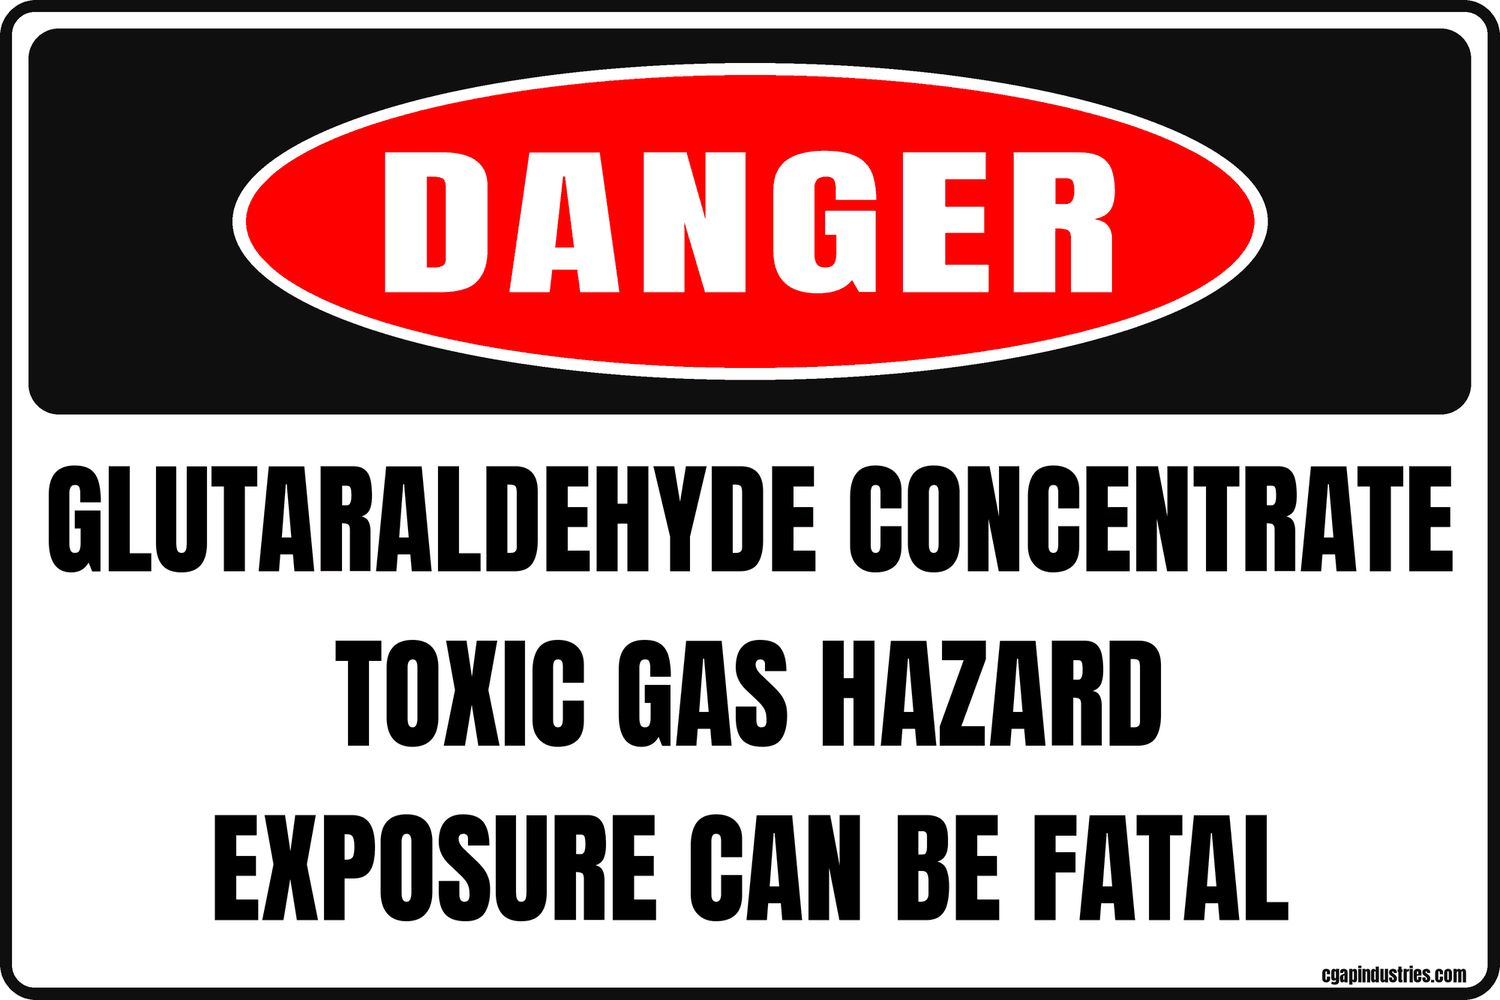 DANGER
GLUTARALDEHYDE CONCENTRATE
TOXIC GAS HAZARD
EXPOSURE CAN BE FATAL
cgapindustries.com